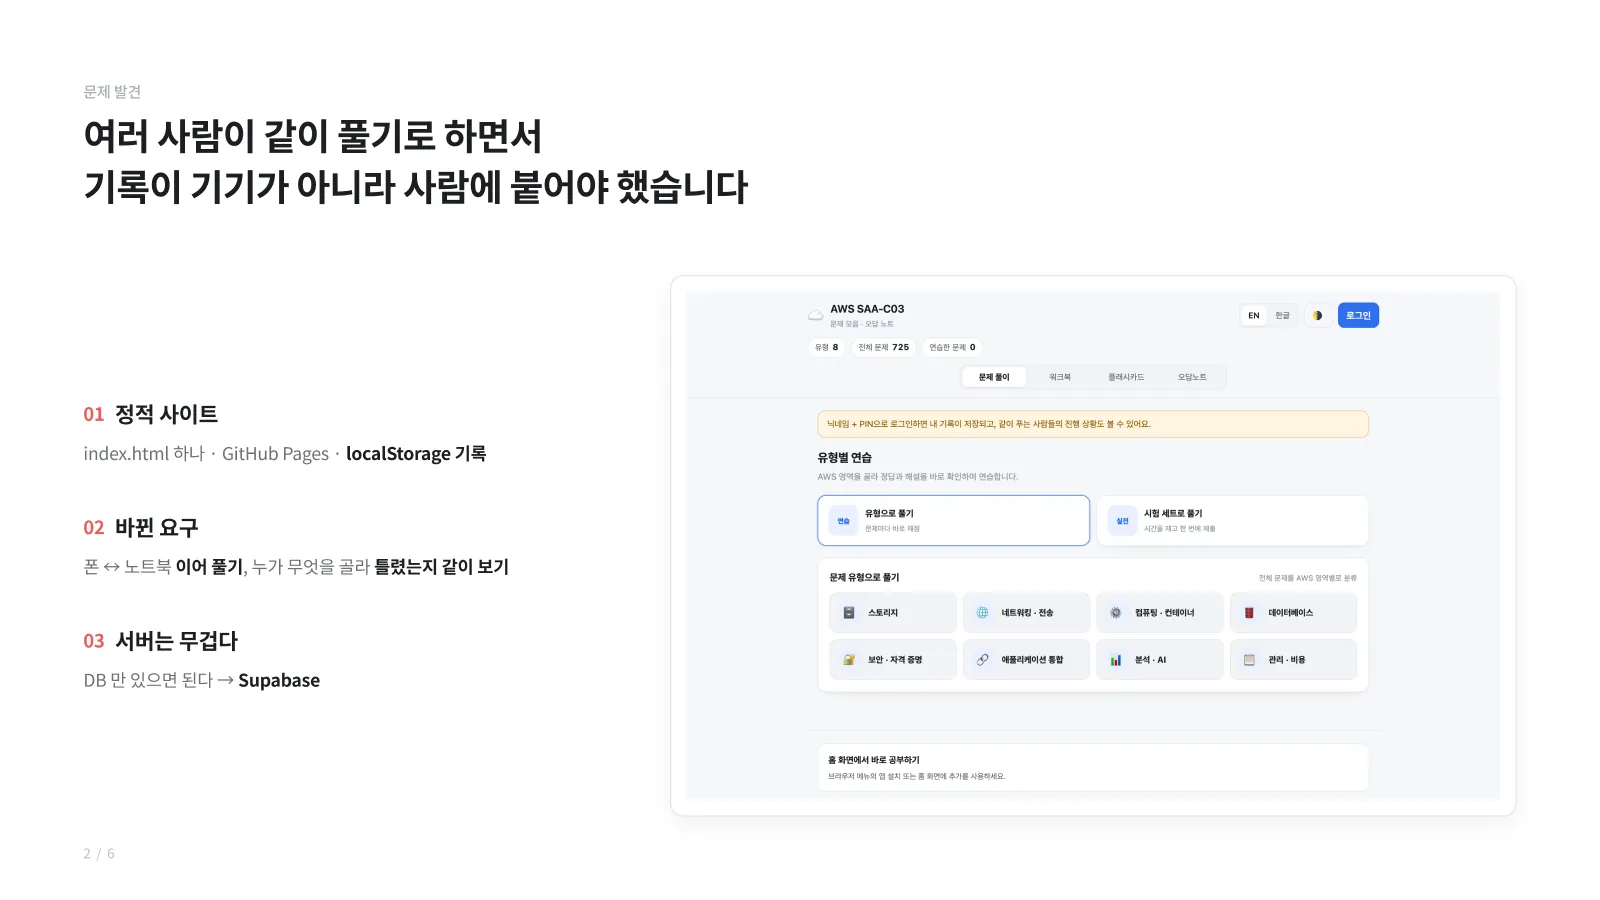 문제 발견
여러 사람이 같이 풀기로 하면서
기록이 기기가 아니라 사람에 붙어야 했습니다
01 정적 사이트
index.html 하나 · GitHub Pages · localStorage 기록
02 바뀐 요구
폰 ↔ 노트북 이어 풀기, 누가 무엇을 골라 틀렸는지 같이 보기
03 서버는 무겁다
DB 만 있으면 된다 → Supabase
AWS SAA-C03
문제 모음 · 오답 노트
EN 한글 로그인
유형 8 전체 문제 725 연습한 문제 0
문제 풀이 워크북 플래시카드 오답노트
닉네임 + PIN으로 로그인하면 내 기록이 저장되고, 같이 푸는 사람들의 진행 상황도 볼 수 있어요.
유형별 연습
AWS 영역을 골라 정답과 해설을 바로 확인하며 연습합니다.
연습 유형으로 풀기
문제마다 바로 채점
실전 시험 세트로 풀기
시간을 재고 한 번에 제출
문제 유형으로 풀기 전체 문제를 AWS 영역별로 분류
스토리지 네트워킹 · 전송 컴퓨팅 · 컨테이너 데이터베이스
보안 · 자격 증명 애플리케이션 통합 분석 · AI 관리 · 비용
홈 화면에서 바로 공부하기
브라우저 메뉴의 앱 설치 또는 홈 화면에 추가를 사용하세요.
2 / 6